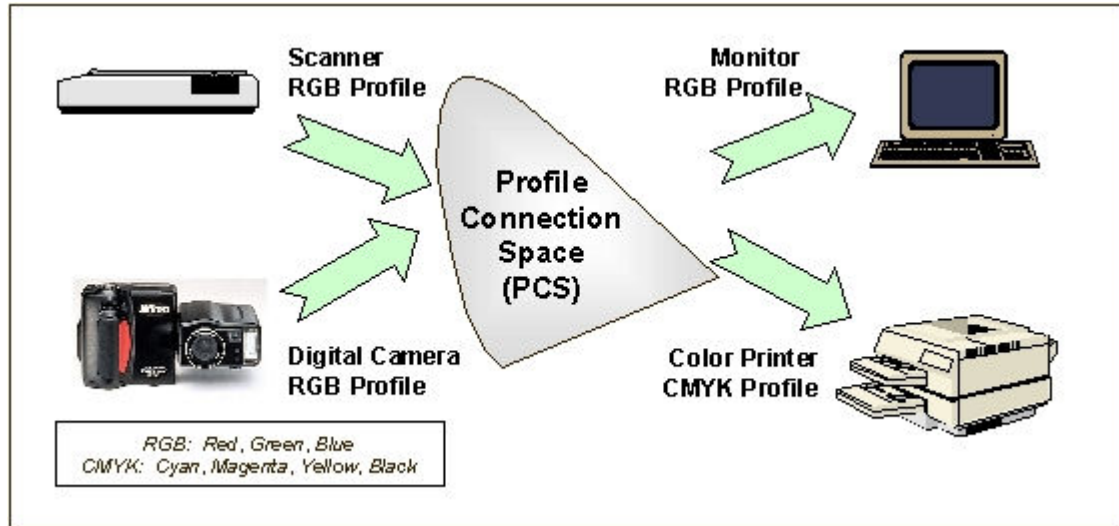 Scanner
RGB Profile
Monitor
RGB Profile
Profile
Connection
Space
(PCS)
Nikon
Digital Camera
RGB Profile
Color Printer
CMYK Profile
RGB: Red, Green, Blue
CMYK: Cyan, Magenta, Yellow, Black